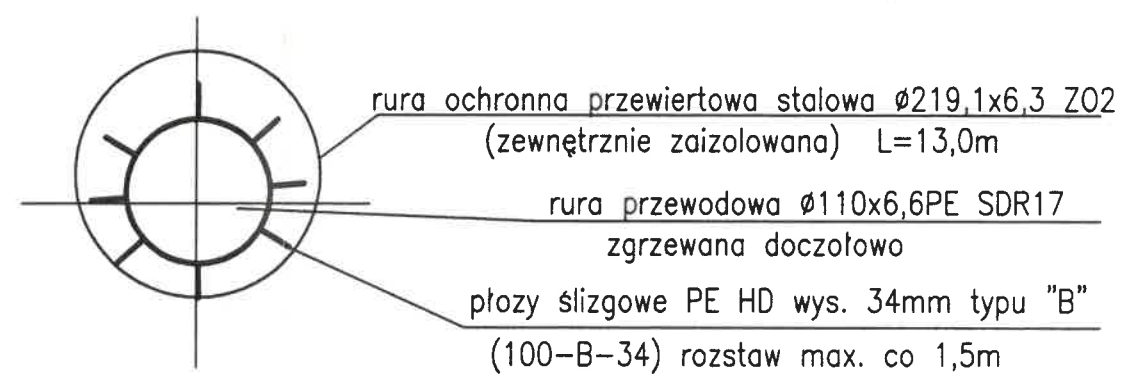 rura ochronna przewiertowa stalowa ø219,1x6,3 ZO2
(zewnętrznie zaizolowana) L=13,0m
rura przewodowa ø110x6,6PE SDR17
zgrzewana doczołowo
płozy ślizgowe PE HD wys. 34mm typu "B"
(100-B-34) rozstaw max. co 1,5m